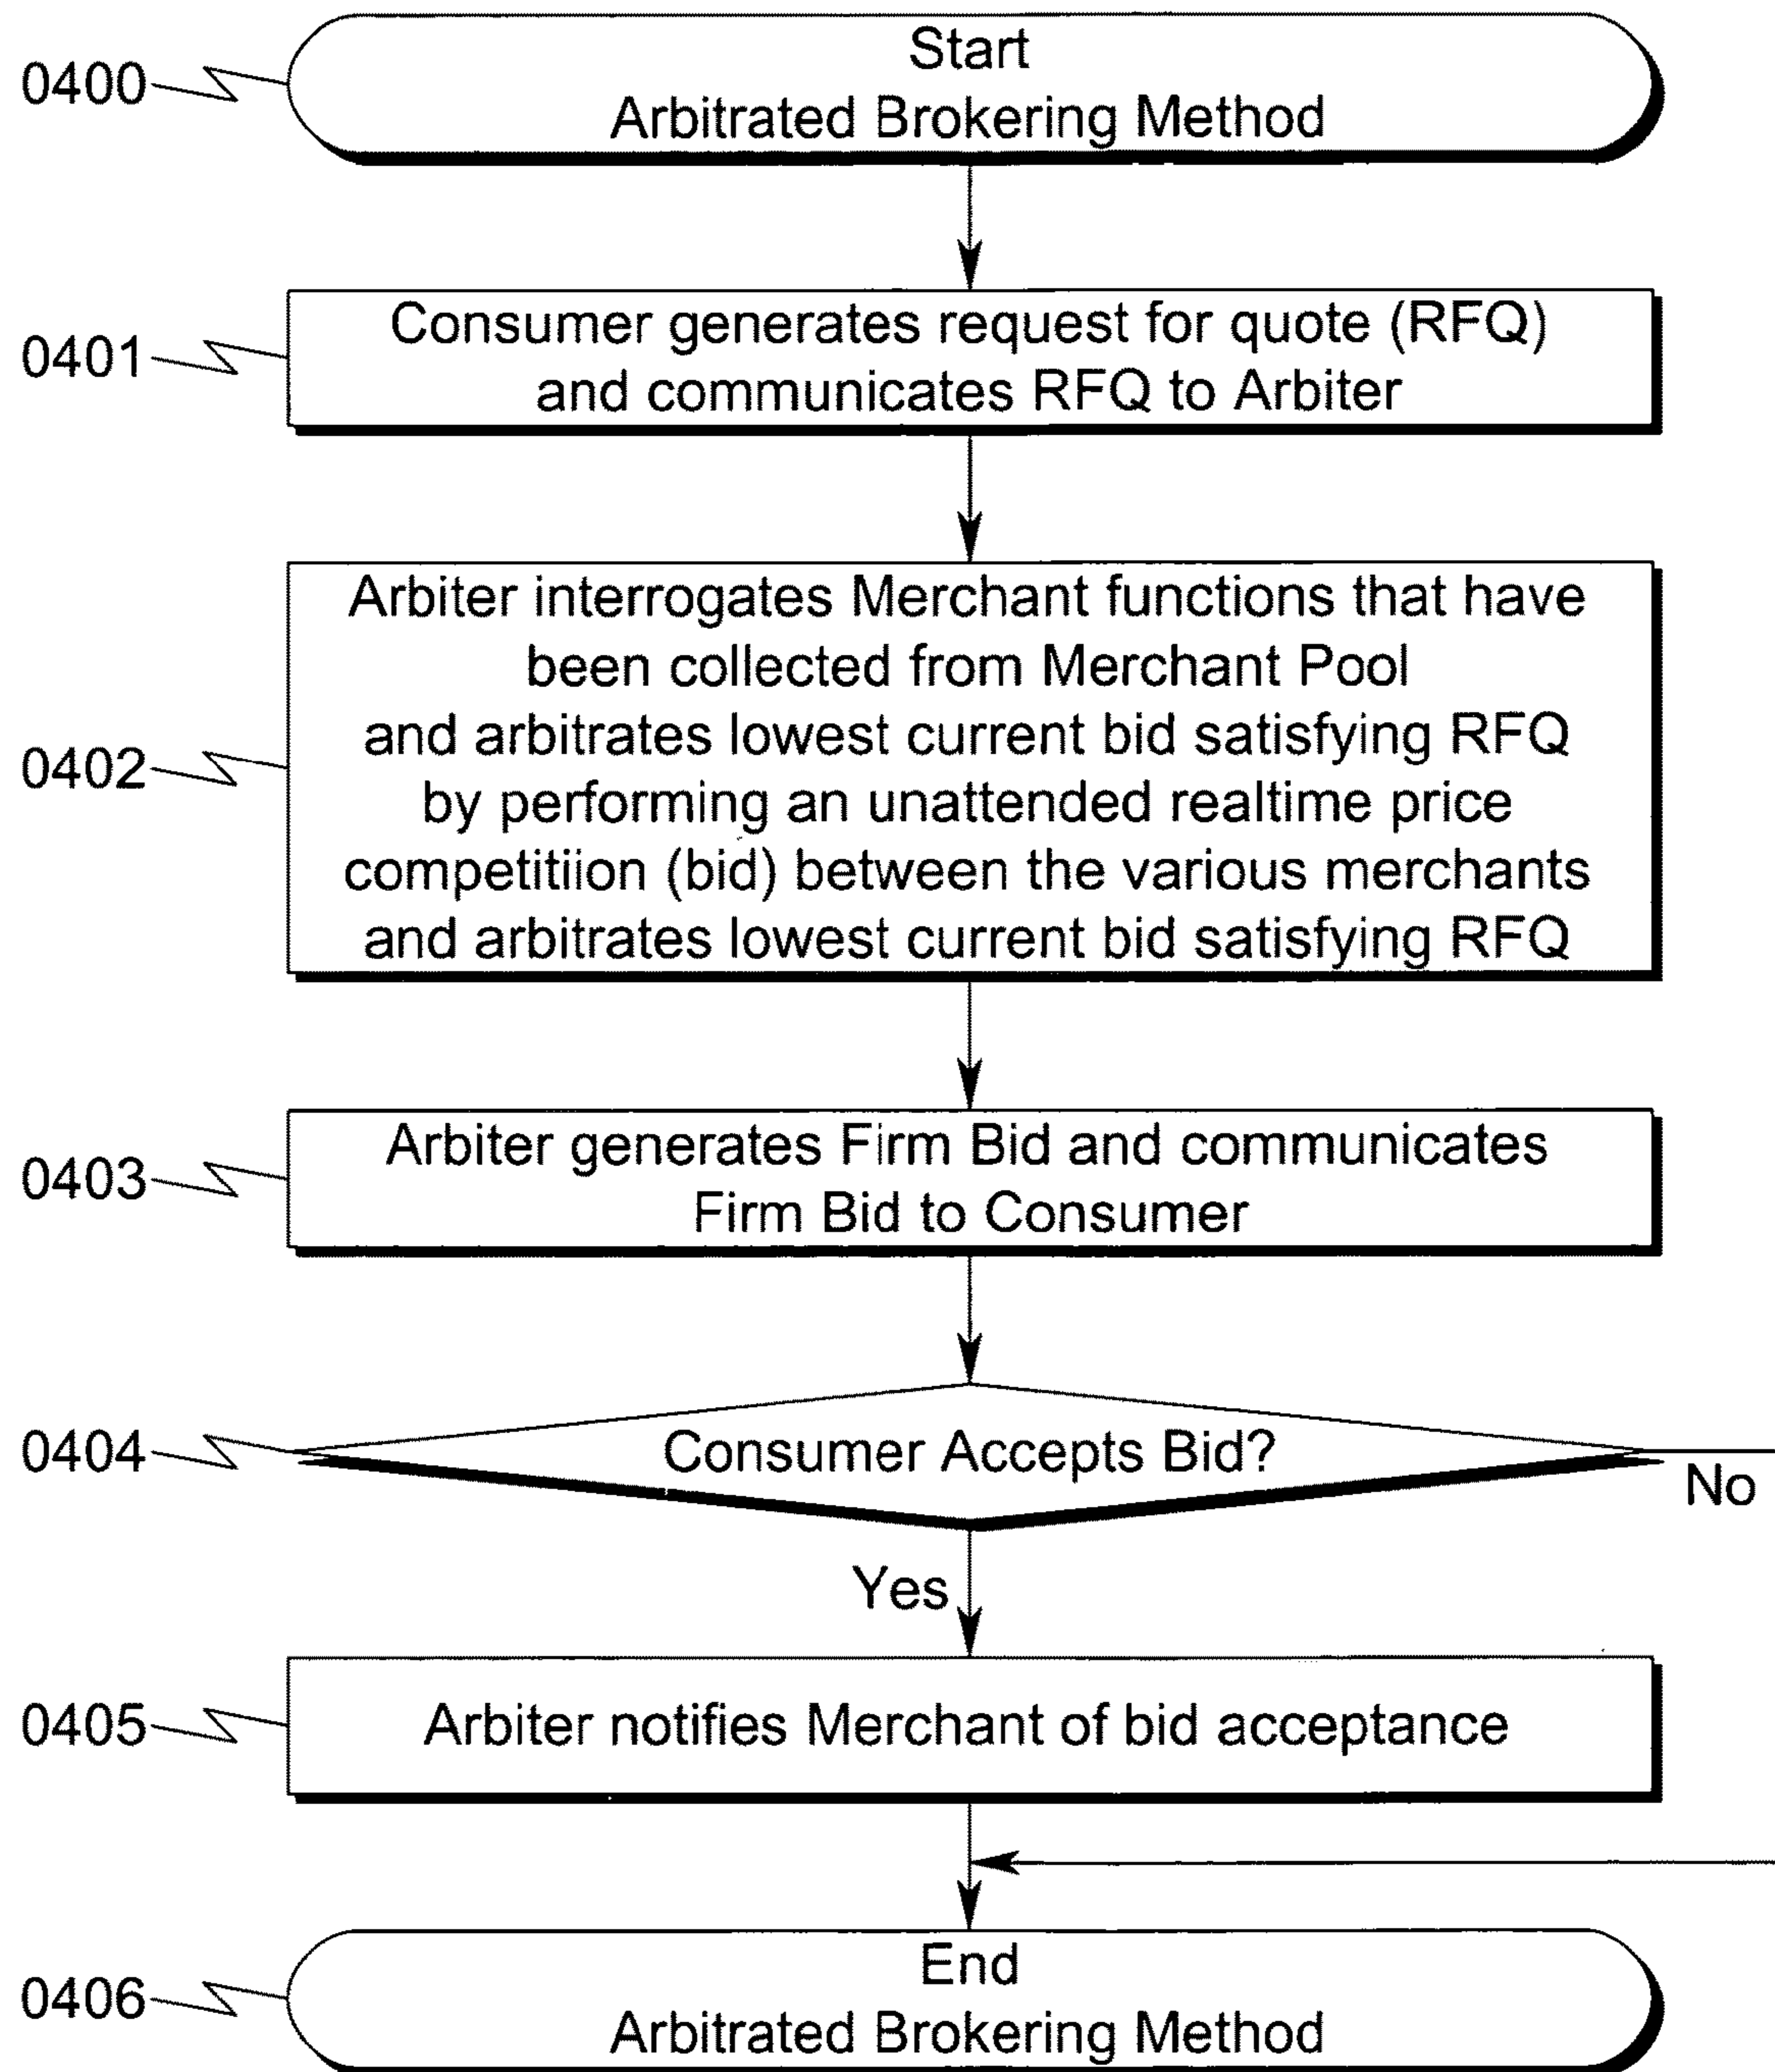 0400
Start
Arbitrated Brokering Method
0401
Consumer generates request for quote (RFQ)
and communicates RFQ to Arbiter
0402
Arbiter interrogates Merchant functions that have
been collected from Merchant Pool
and arbitrates lowest current bid satisfying RFQ
by performing an unattended realtime price
competitiion (bid) between the various merchants
and arbitrates lowest current bid satisfying RFQ
0403
Arbiter generates Firm Bid and communicates
Firm Bid to Consumer
0404
Consumer Accepts Bid?
No
Yes
0405
Arbiter notifies Merchant of bid acceptance
0406
End
Arbitrated Brokering Method